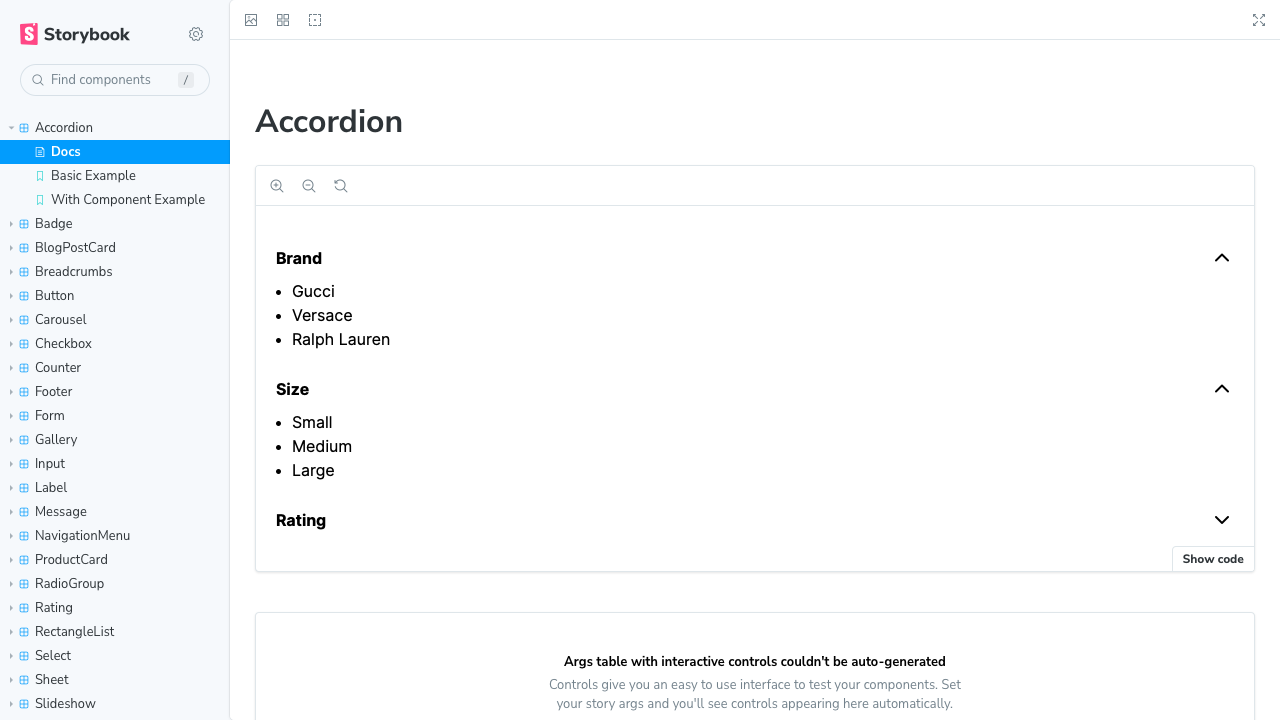 Storybook
Find components
/
Accordion
Docs
Basic Example
With Component Example
Badge
BlogPostCard
Breadcrumbs
Button
Carousel
Checkbox
Counter
Footer
Form
Gallery
Input
Label
Message
NavigationMenu
ProductCard
RadioGroup
Rating
RectangleList
Select
Sheet
Slideshow
Accordion
Brand
Gucci
Versace
Ralph Lauren
Size
Small
Medium
Large
Rating
Show code
Args table with interactive controls couldn't be auto-generated
Controls give you an easy to use interface to test your components. Set
your story args and you'll see controls appearing here automatically.